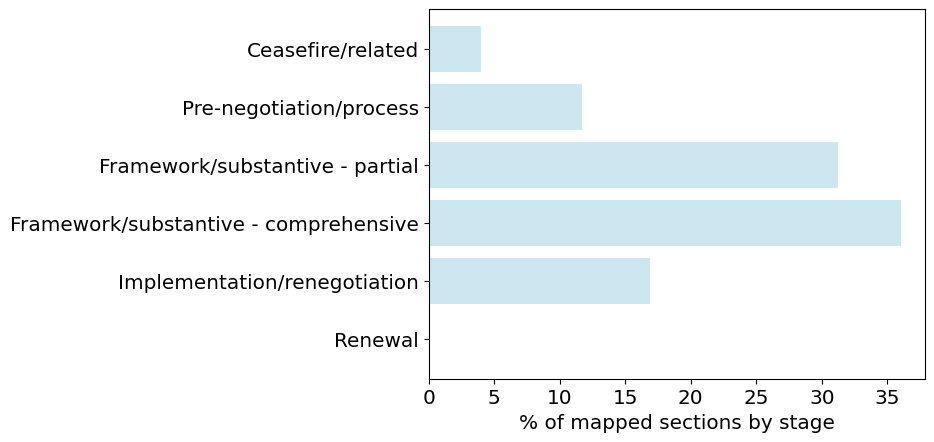 Ceasefire/related
Pre-negotiation/process
Framework/substantive - partial
Framework/substantive - comprehensive
Implementation/renegotiation
Renewal
0 5 10 15 20 25 30 35
% of mapped sections by stage